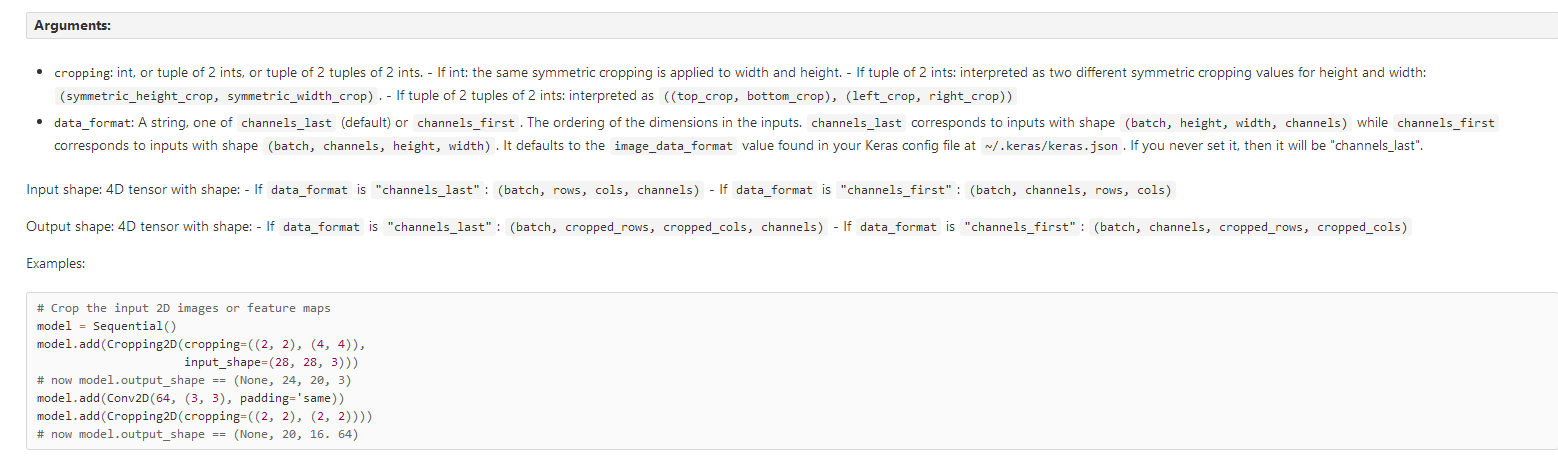 Arguments:
• cropping: int, or tuple of 2 ints, or tuple of 2 tuples of 2 ints. - If int: the same symmetric cropping is applied to width and height. - If tuple of 2 ints: interpreted as two different symmetric cropping values for height and width:
(symmetric_height_crop, symmetric_width_crop) . - If tuple of 2 tuples of 2 ints: interpreted as ((top_crop, bottom_crop), (left_crop, right_crop))
• data_format: A string, one of channels_last (default) or channels_first . The ordering of the dimensions in the inputs. channels_last corresponds to inputs with shape (batch, height, width, channels) while channels_first
corresponds to inputs with shape (batch, channels, height, width) . It defaults to the image_data_format value found in your Keras config file at ~/.keras/keras.json . If you never set it, then it will be "channels_last".
Input shape: 4D tensor with shape: - If data_format is "channels_last" : (batch, rows, cols, channels) - If data_format is "channels_first" : (batch, channels, rows, cols)
Output shape: 4D tensor with shape: - If data_format is "channels_last" : (batch, cropped_rows, cropped_cols, channels) - If data_format is "channels_first" : (batch, channels, cropped_rows, cropped_cols)
Examples:
# Crop the input 2D images or feature maps
model = Sequential()
model.add(Cropping2D(cropping=((2, 2), (4, 4)),
                     input_shape=(28, 28, 3)))
# now model.output_shape == (None, 24, 20, 3)
model.add(Conv2D(64, (3, 3), padding='same))
model.add(Cropping2D(cropping=((2, 2), (2, 2))))
# now model.output_shape == (None, 20, 16. 64)